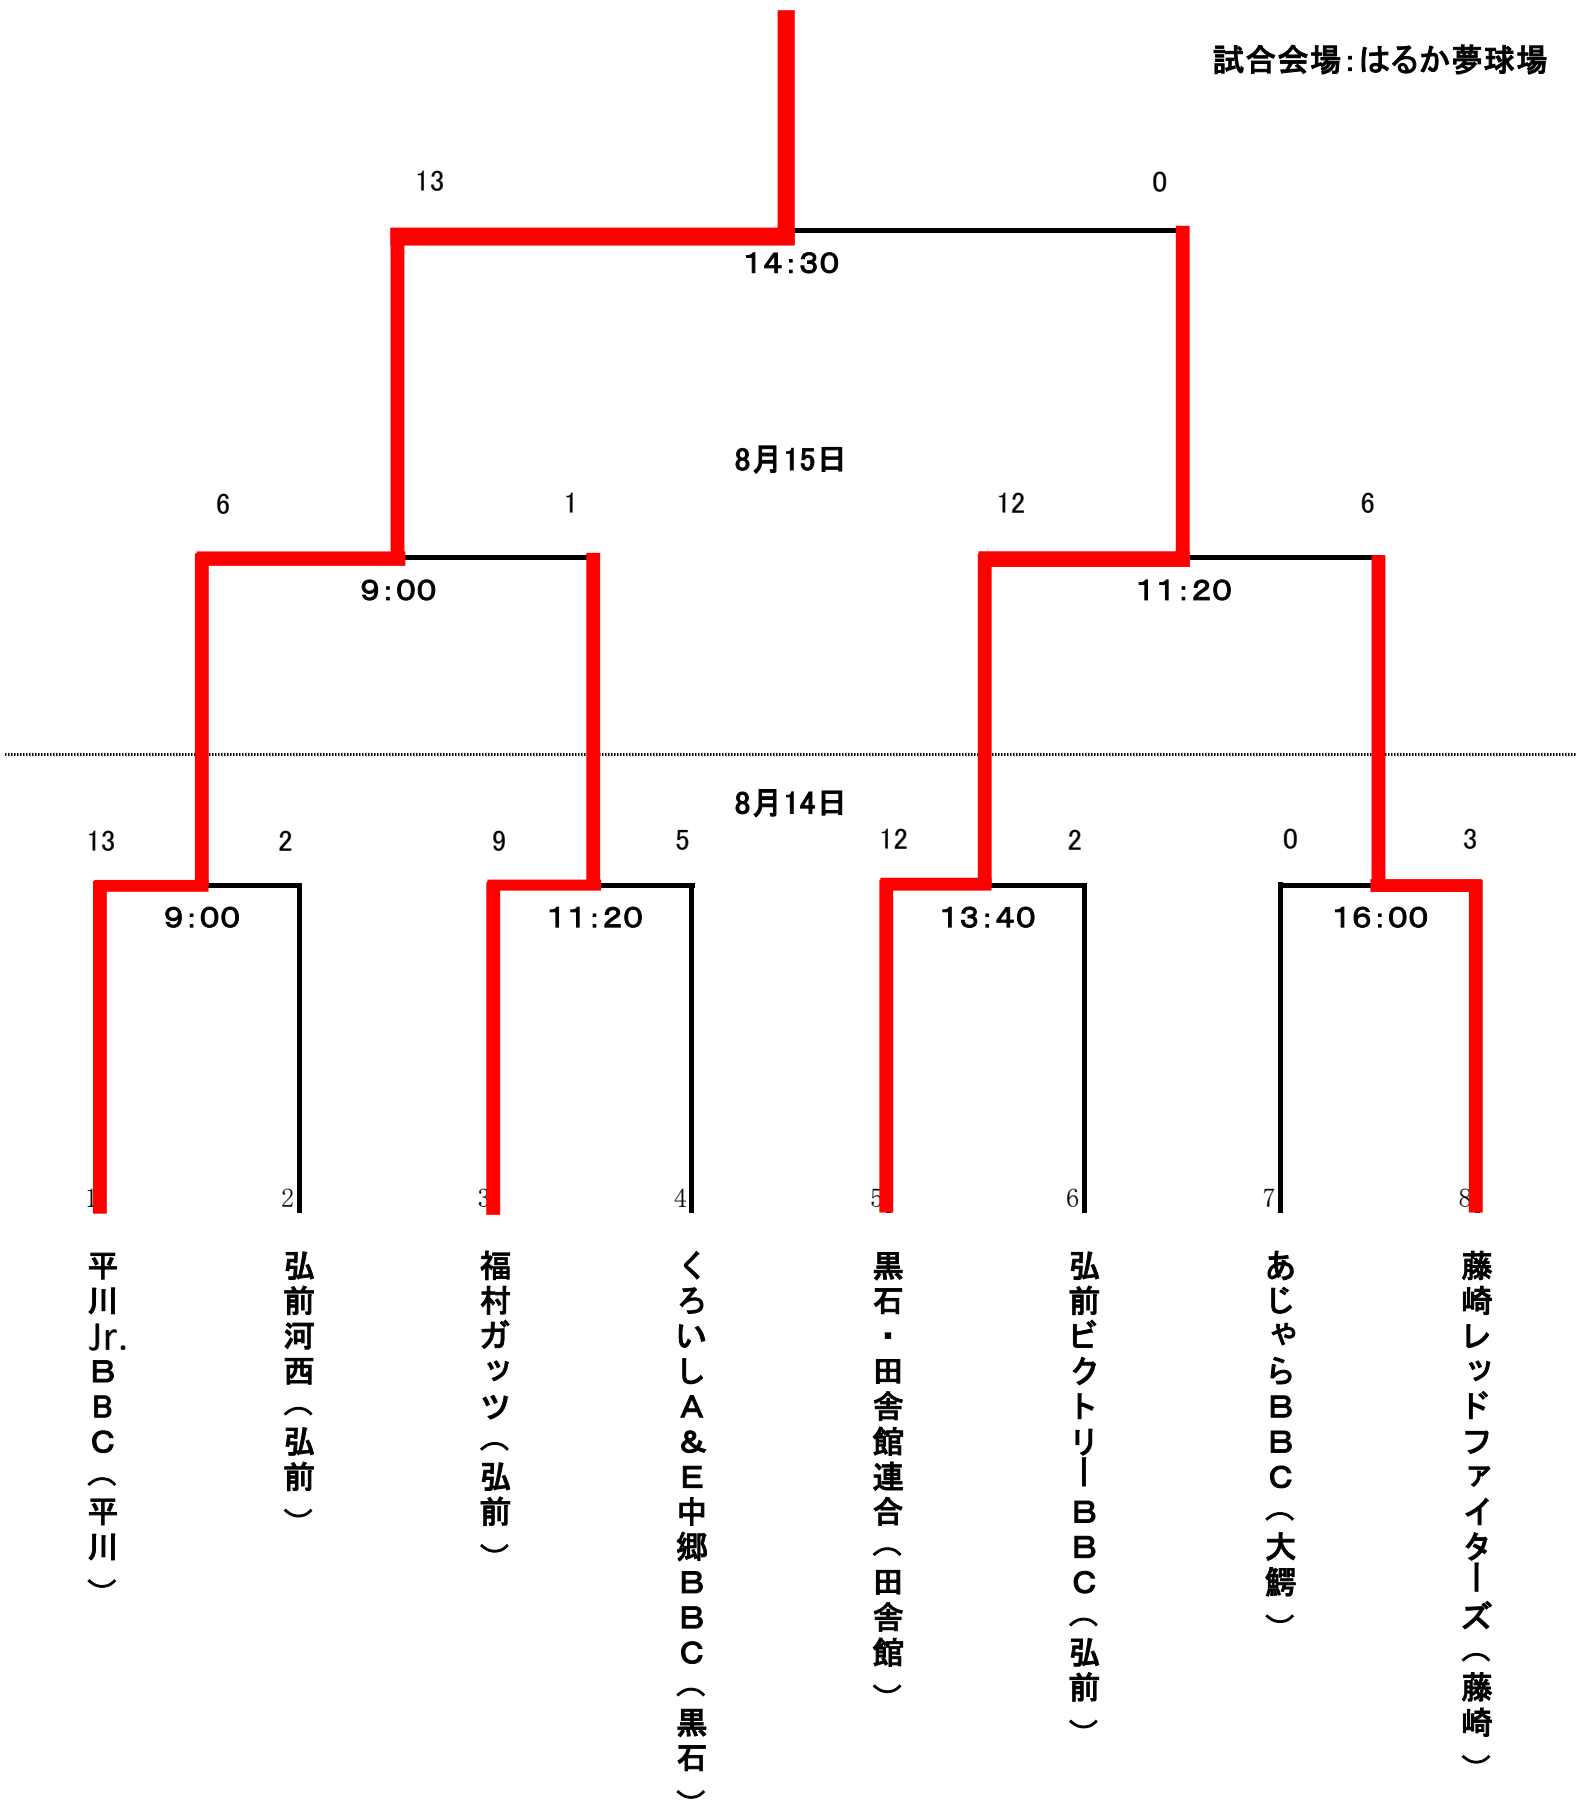 試合会場：はるか夢球場
13
0
14：30
8月15日
6
1
12
6
9：00
11：20
8月14日
13
2
9
5
12
2
0
3
9：00
11：20
13：40
16：00
1
2
3
4
5
6
7
8
平川Jr.ＢＢＣ（平川）
弘前河西（弘前）
福村ガッツ（弘前）
くろいしＡ＆Ｅ中郷ＢＢＣ（黒石）
黒石・田舎館連合（田舎館）
弘前ビクトリーＢＢＣ（弘前）
あじゃらＢＢＣ（大鰐）
藤崎レッドファイターズ（藤崎）